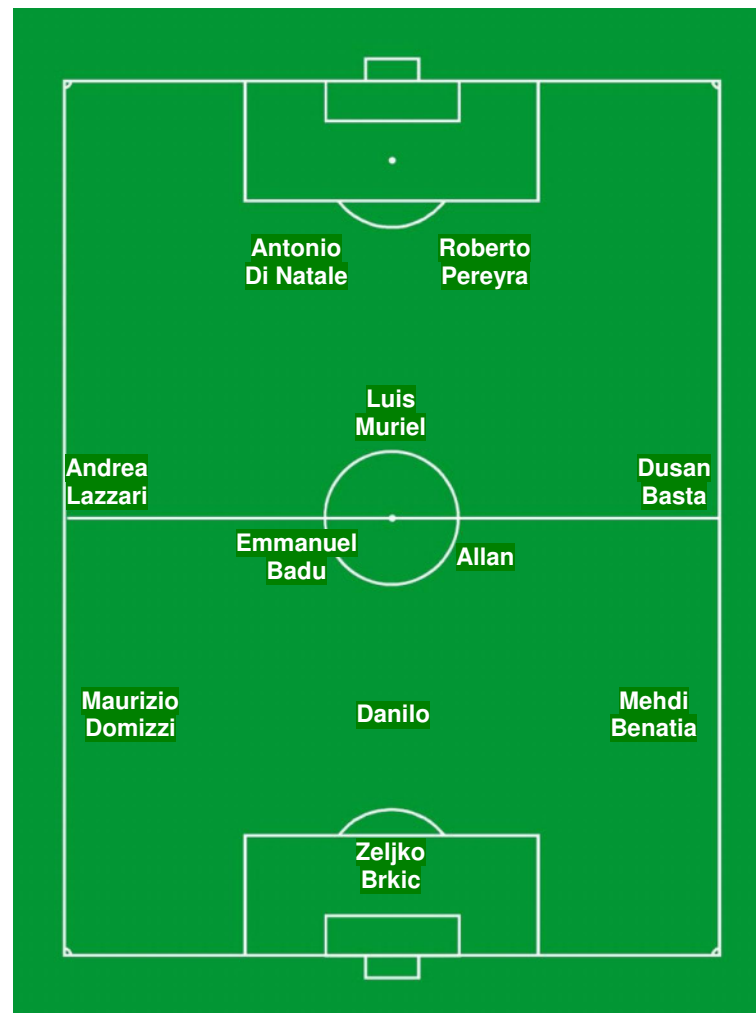 Antonio
Di Natale
Roberto
Pereyra
Luis
Muriel
Andrea
Lazzari
Dusan
Basta
Emmanuel
Badu
Allan
Maurizio
Domizzi
Danilo
Mehdi
Benatia
Zeljko
Brkic